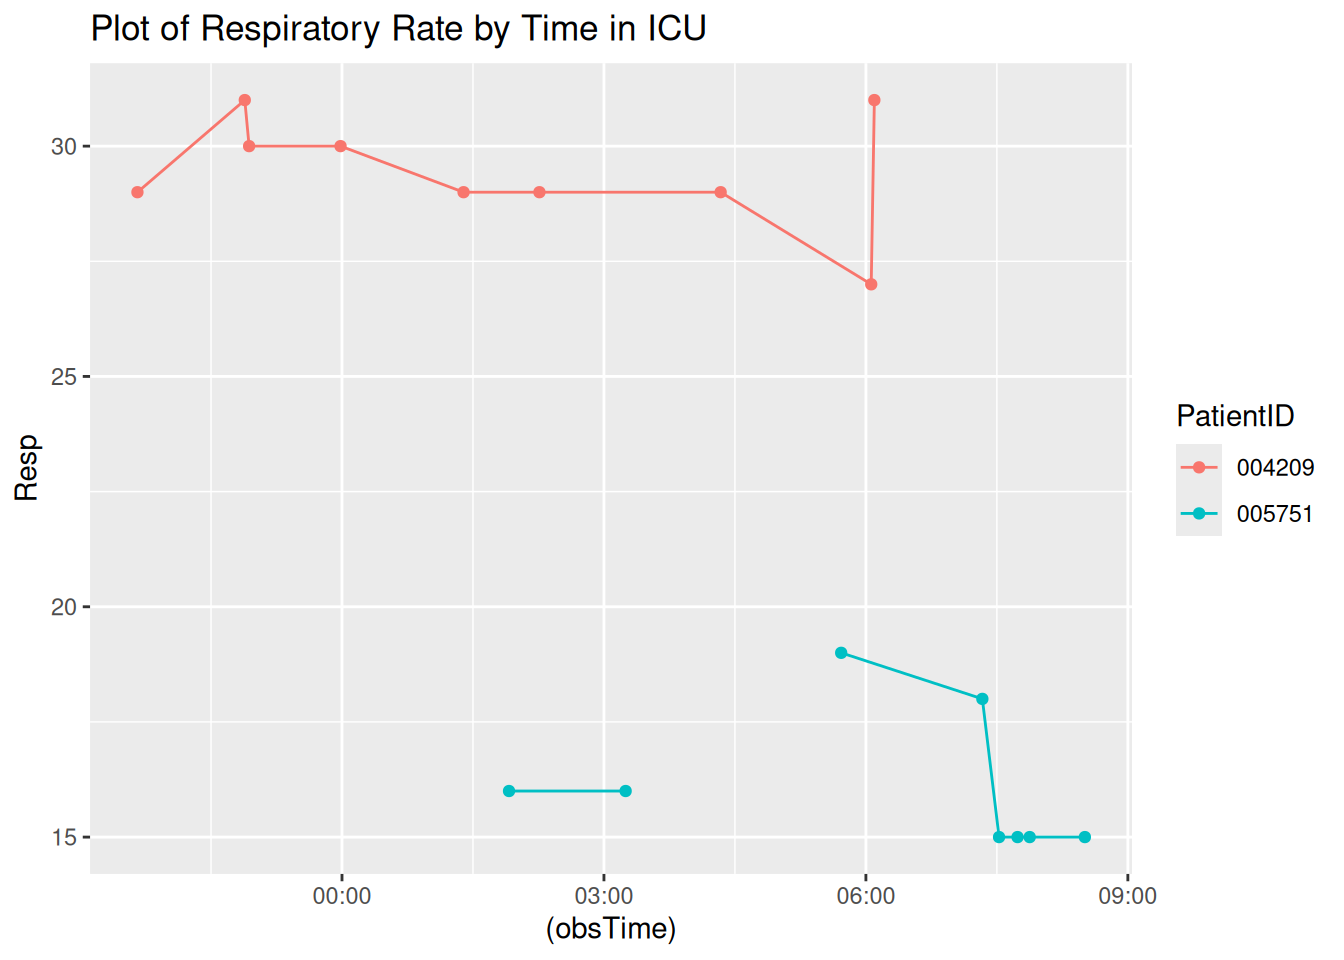 Plot of Respiratory Rate by Time in ICU
30
25
20
15
Resp
00:00
03:00
06:00
09:00
(obsTime)
PatientID
004209
005751